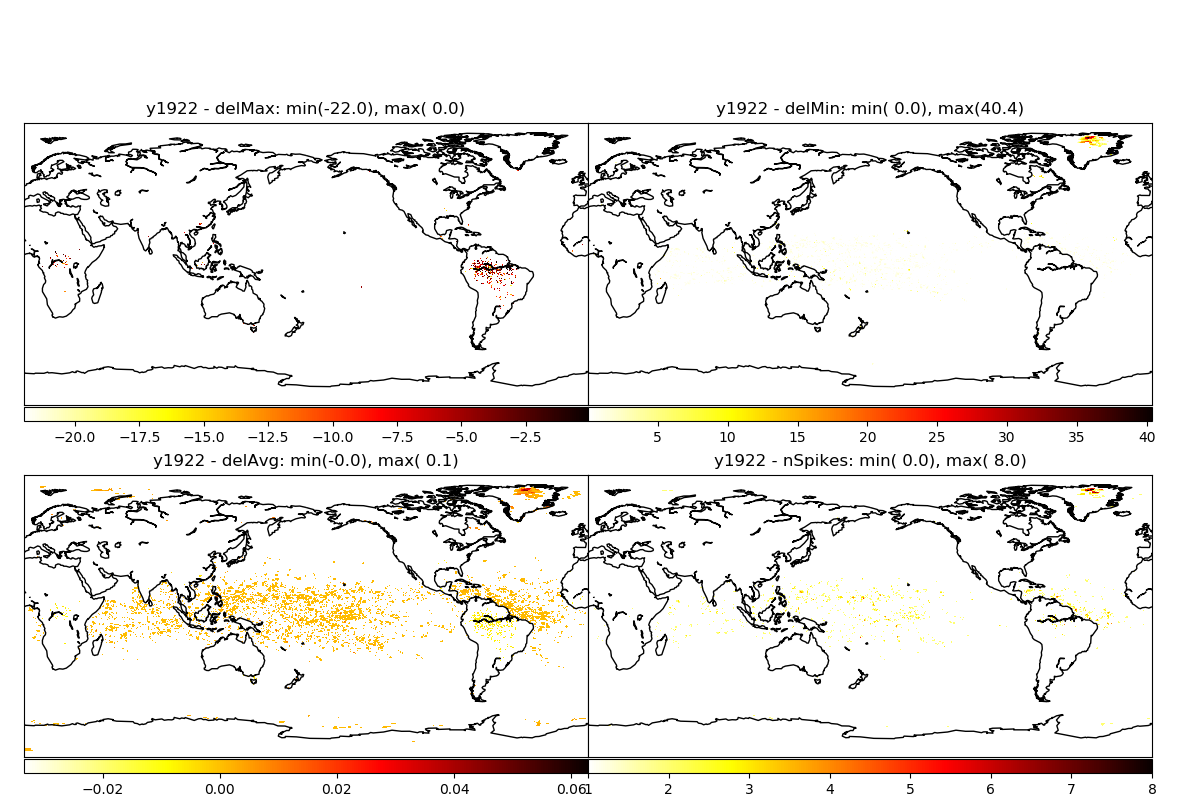 y1922 - delMax: min(-22.0), max( 0.0)
y1922 - delMin: min( 0.0), max(40.4)
−20.0 −17.5 −15.0 −12.5 −10.0 −7.5 −5.0 −2.5
5 10 15 20 25 30 35 40
y1922 - delAvg: min(-0.0), max( 0.1)
y1922 - nSpikes: min( 0.0), max( 8.0)
−0.02 0.00 0.02 0.04 0.06
1 2 3 4 5 6 7 8